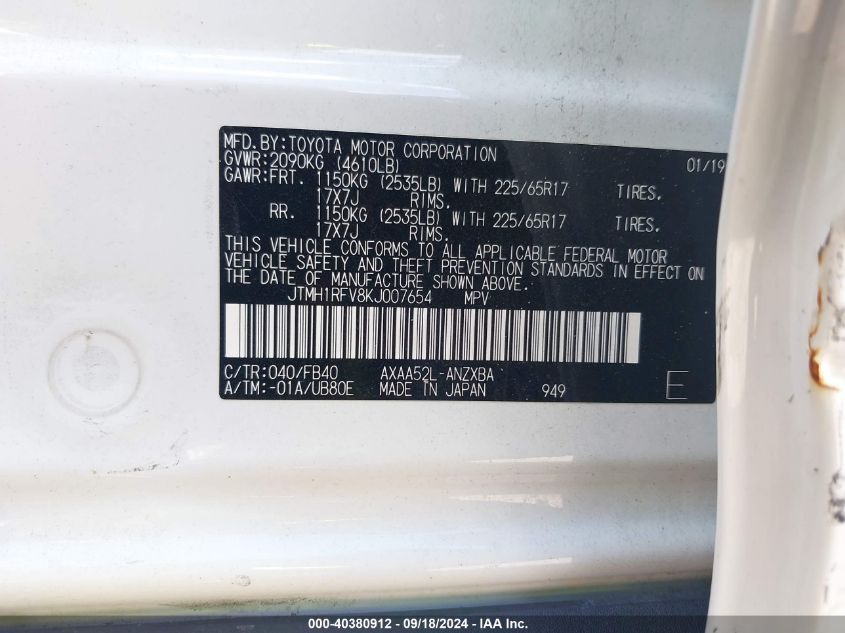 MFD.BY:TOYOTA MOTOR CORPORATION 01/19
GVWR:2090KG (4610LB)
GAWR:FRT. 1150KG (2535LB) WITH 225/65R17 TIRES.
17X7J RIMS.
RR. 1150KG (2535LB) WITH 225/65R17 TIRES.
17X7J RIMS.
THIS VEHICLE CONFORMS TO ALL APPLICABLE FEDERAL MOTOR
VEHICLE SAFETY AND THEFT PREVENTION STANDARDS IN EFFECT ON
THE DATE OF MANUFACTURE SHOWN ABOVE.
JTMH1RFV8KJ007654 MPV
C/TR:040/FB40 AXAA52L-ANZXBA
A/TM:-01A/UB80E MADE IN JAPAN 949 E
000-40380912 - 09/18/2024 - IAA Inc.